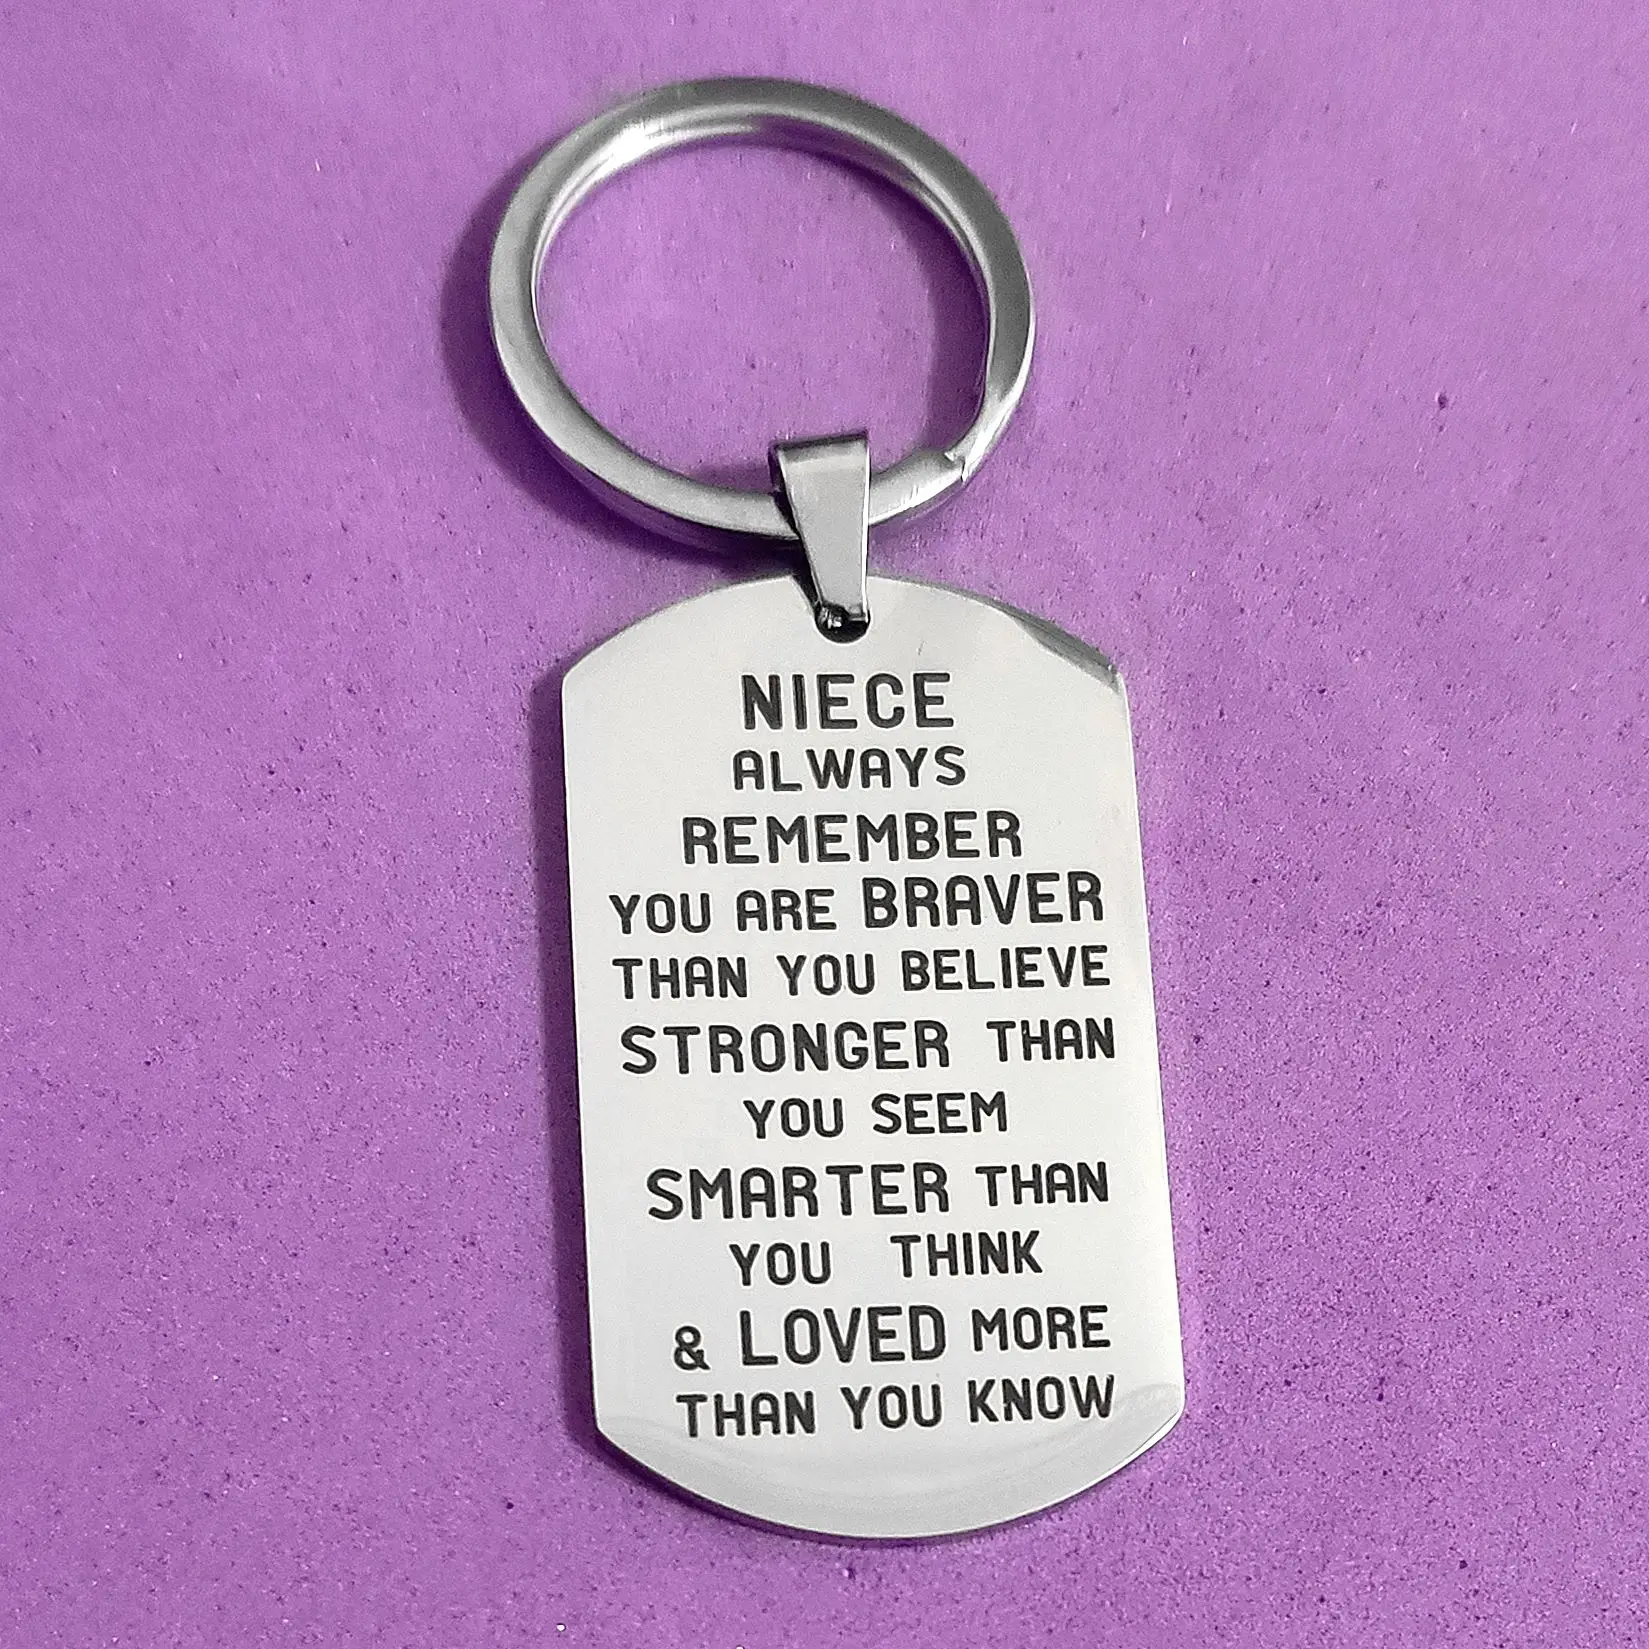 NIECE
ALWAYS
REMEMBER
YOU ARE BRAVER
THAN YOU BELIEVE
STRONGER THAN
YOU SEEM
SMARTER THAN
YOU THINK
& LOVED MORE
THAN YOU KNOW